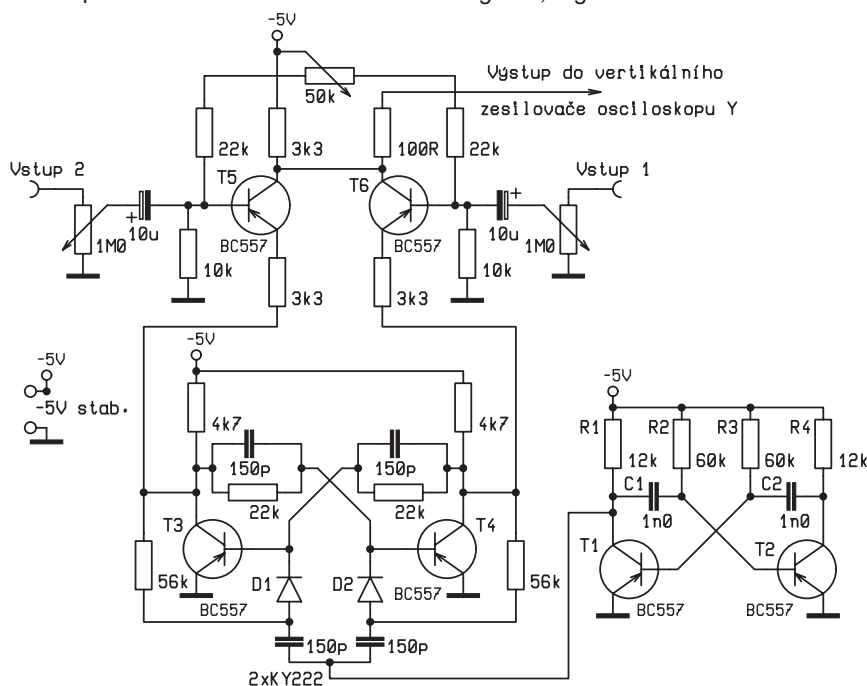 -5V
50k
Výstup do vertikálního
zesilovače osciloskopu Y
22k
3k3
100R
22k
Vstup 2
T5
T6
Vstup 1
1M0
+
10u
BC557
BC557
+
10u
1M0
10k
10k
3k3
3k3
-5V
-5V
-5V stab.
4k7
4k7
150p
150p
22k
22k
T3
T4
56k
D1
D2
56k
BC557
BC557
150p
150p
2xKY222
-5V
R1
R2
R3
R4
12k
60k
60k
12k
C1
C2
1n0
1n0
T1
T2
BC557
BC557